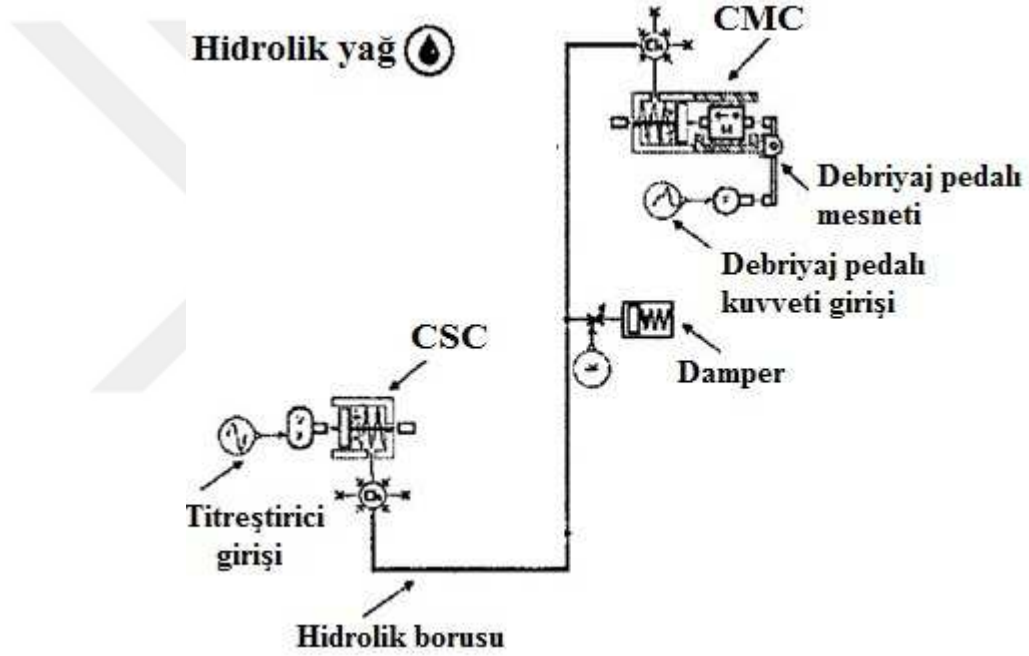 CMC
Hidrolik yağ
Debriyaj pedalı
mesneti
Debriyaj pedalı
kuvveti girişi
CSC
Damper
Titreştirici
girişi
Hidrolik borusu